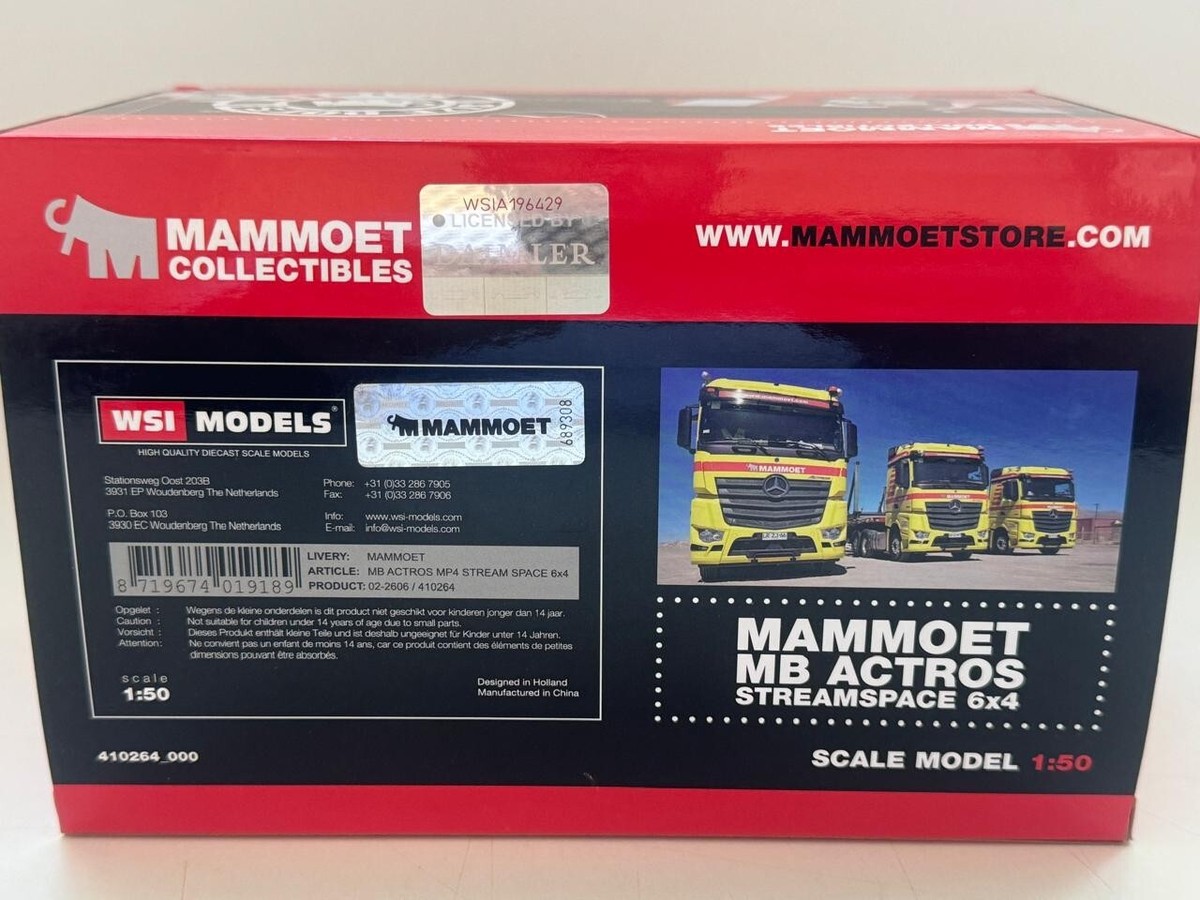 MAMMOET
COLLECTIBLES
WSIA196429
LICENSED BY
DAIMLER
WWW.MAMMOETSTORE.COM
WSI MODELS
HIGH QUALITY DIECAST SCALE MODELS
MAMMOET
689308
Stationsweg Oost 203B
3931 EP Woudenberg The Netherlands
P.O. Box 103
3930 EC Woudenberg The Netherlands
Phone: +31 (0)33 286 7905
Fax: +31 (0)33 286 7906
Info: www.wsi-models.com
E-mail: info@wsi-models.com
8 719674 019189
LIVERY: MAMMOET
ARTICLE: MB ACTROS MP4 STREAM SPACE 6x4
PRODUCT: 02-2606 / 410264
Opgelet : Wegens de kleine onderdelen is dit product niet geschikt voor kinderen jonger dan 14 jaar.
Caution : Not suitable for children under 14 years of age due to small parts.
Vorsicht : Dieses Produkt enthält kleine Teile und ist deshalb ungeeignet für Kinder unter 14 Jahren.
Attention: Ne convient pas un enfant de moins 14 ans, car ce produit contient des éléments de petites
dimensions pouvant être absorbés.
scale
1:50
Designed in Holland
Manufactured in China
410264_000
MAMMOET
MAMMOET
MB ACTROS
STREAMSPACE 6x4
SCALE MODEL 1:50